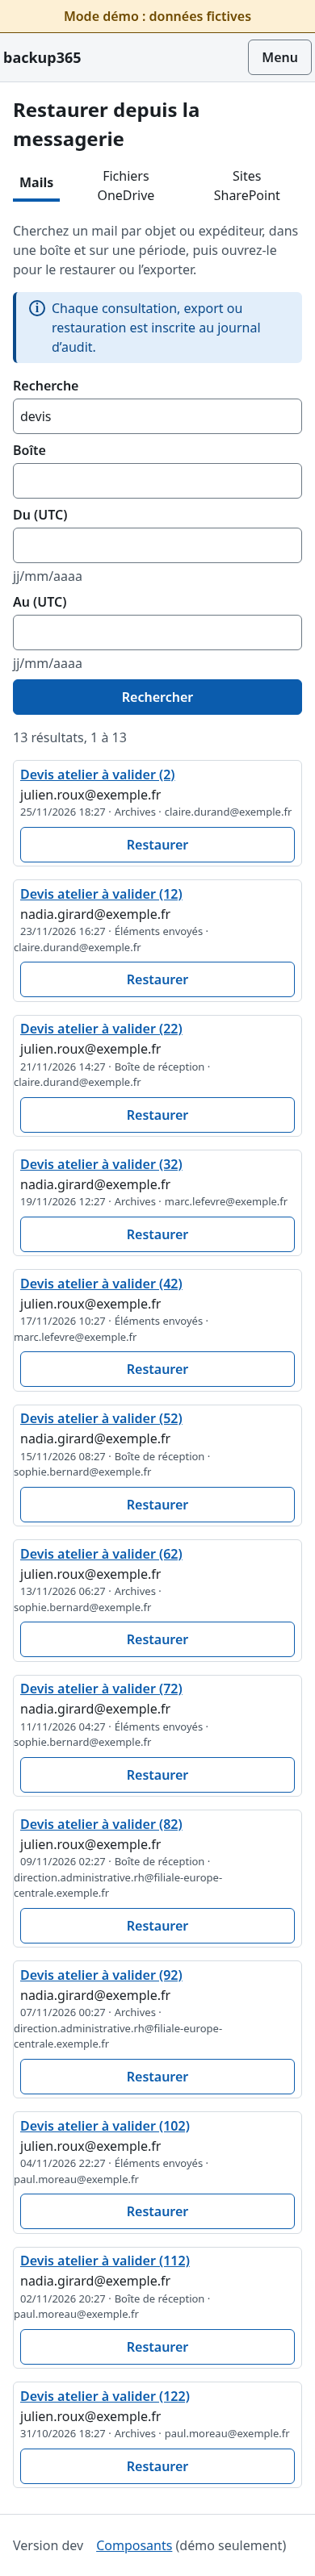 Mode démo : données fictives
backup365
Menu
Restaurer depuis la
messagerie
Mails
Fichiers
OneDrive
Sites
SharePoint
Cherchez un mail par objet ou expéditeur, dans
une boîte et sur une période, puis ouvrez-le
pour le restaurer ou l’exporter.
Chaque consultation, export ou
restauration est inscrite au journal
d’audit.
Recherche
devis
Boîte
Du (UTC)
jj/mm/aaaa
Au (UTC)
jj/mm/aaaa
Rechercher
13 résultats, 1 à 13
Devis atelier à valider (2)
julien.roux@exemple.fr
25/11/2026 18:27 · Archives · claire.durand@exemple.fr
Restaurer
Devis atelier à valider (12)
nadia.girard@exemple.fr
23/11/2026 16:27 · Éléments envoyés ·
claire.durand@exemple.fr
Restaurer
Devis atelier à valider (22)
julien.roux@exemple.fr
21/11/2026 14:27 · Boîte de réception ·
claire.durand@exemple.fr
Restaurer
Devis atelier à valider (32)
nadia.girard@exemple.fr
19/11/2026 12:27 · Archives · marc.lefevre@exemple.fr
Restaurer
Devis atelier à valider (42)
julien.roux@exemple.fr
17/11/2026 10:27 · Éléments envoyés ·
marc.lefevre@exemple.fr
Restaurer
Devis atelier à valider (52)
nadia.girard@exemple.fr
15/11/2026 08:27 · Boîte de réception ·
sophie.bernard@exemple.fr
Restaurer
Devis atelier à valider (62)
julien.roux@exemple.fr
13/11/2026 06:27 · Archives ·
sophie.bernard@exemple.fr
Restaurer
Devis atelier à valider (72)
nadia.girard@exemple.fr
11/11/2026 04:27 · Éléments envoyés ·
sophie.bernard@exemple.fr
Restaurer
Devis atelier à valider (82)
julien.roux@exemple.fr
09/11/2026 02:27 · Boîte de réception ·
direction.administrative.rh@filiale-europe-
centrale.exemple.fr
Restaurer
Devis atelier à valider (92)
nadia.girard@exemple.fr
07/11/2026 00:27 · Archives ·
direction.administrative.rh@filiale-europe-
centrale.exemple.fr
Restaurer
Devis atelier à valider (102)
julien.roux@exemple.fr
04/11/2026 22:27 · Éléments envoyés ·
paul.moreau@exemple.fr
Restaurer
Devis atelier à valider (112)
nadia.girard@exemple.fr
02/11/2026 20:27 · Boîte de réception ·
paul.moreau@exemple.fr
Restaurer
Devis atelier à valider (122)
julien.roux@exemple.fr
31/10/2026 18:27 · Archives · paul.moreau@exemple.fr
Restaurer
Version dev Composants (démo seulement)